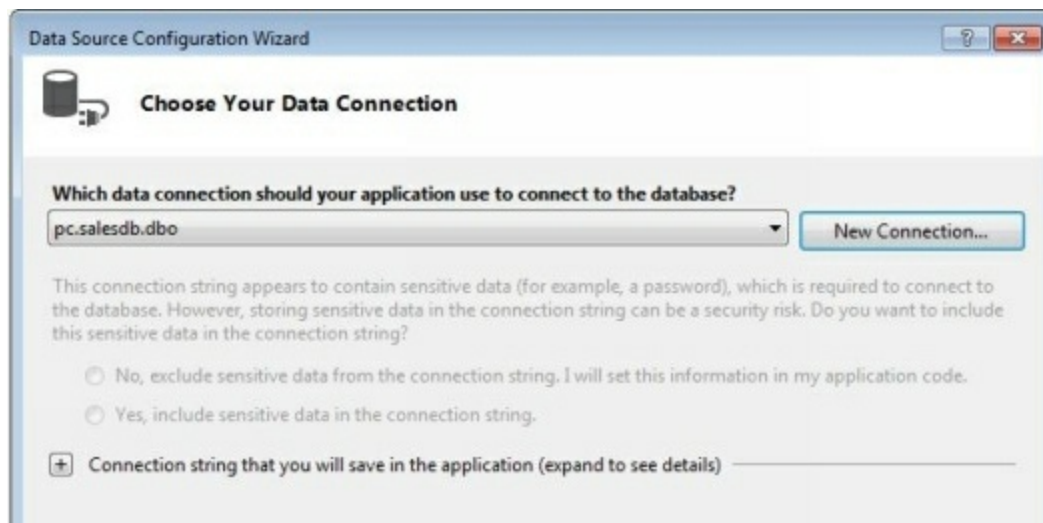 Data Source Configuration Wizard
Choose Your Data Connection
Which data connection should your application use to connect to the database?
pc.salesdb.dbo
New Connection...
This connection string appears to contain sensitive data (for example, a password), which is required to connect to
the database. However, storing sensitive data in the connection string can be a security risk. Do you want to include
this sensitive data in the connection string?
No, exclude sensitive data from the connection string. I will set this information in my application code.
Yes, include sensitive data in the connection string.
Connection string that you will save in the application (expand to see details)